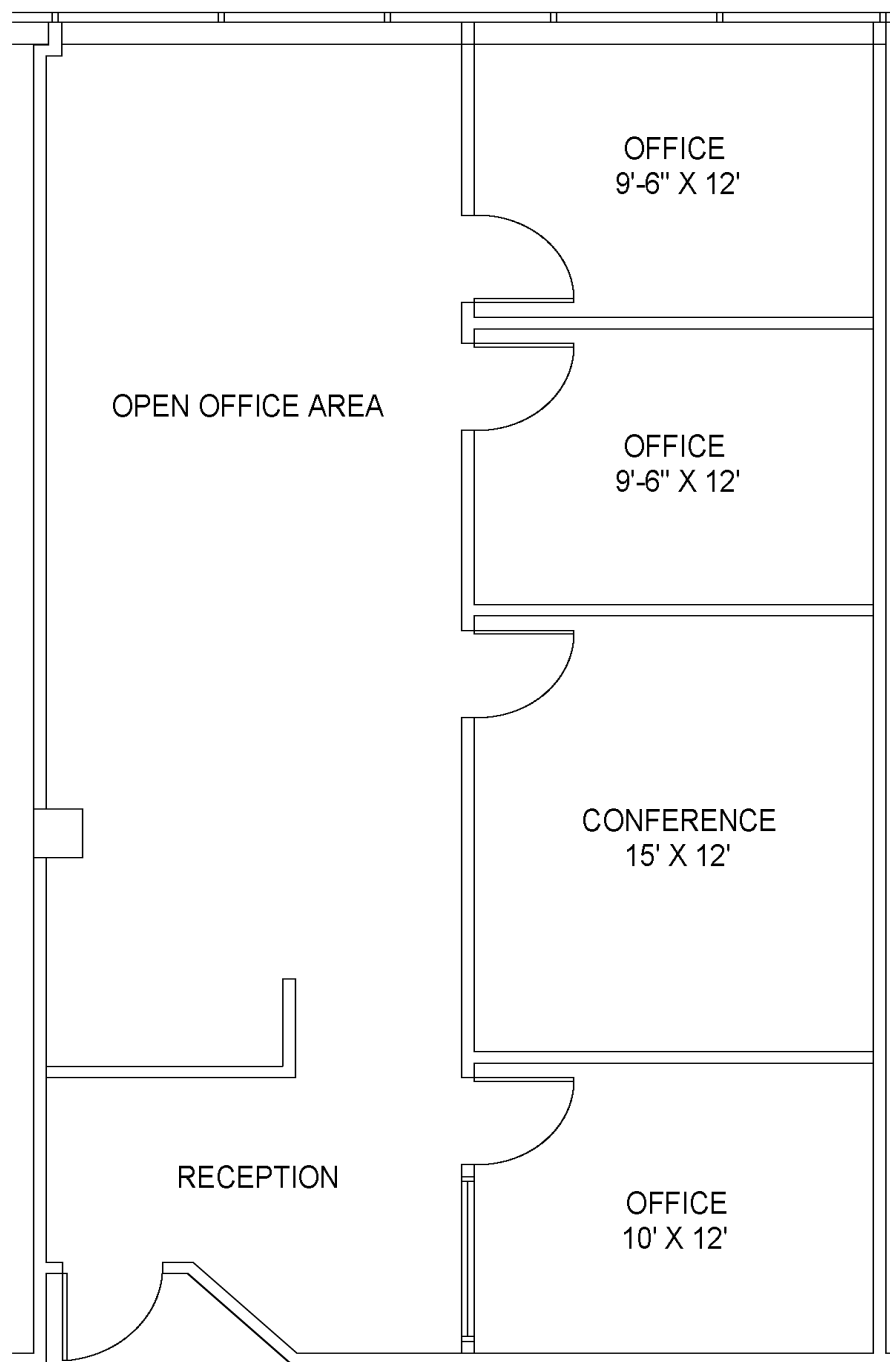 OFFICE
9'-6" X 12'
OPEN OFFICE AREA
OFFICE
9'-6" X 12'
CONFERENCE
15' X 12'
RECEPTION
OFFICE
10' X 12'